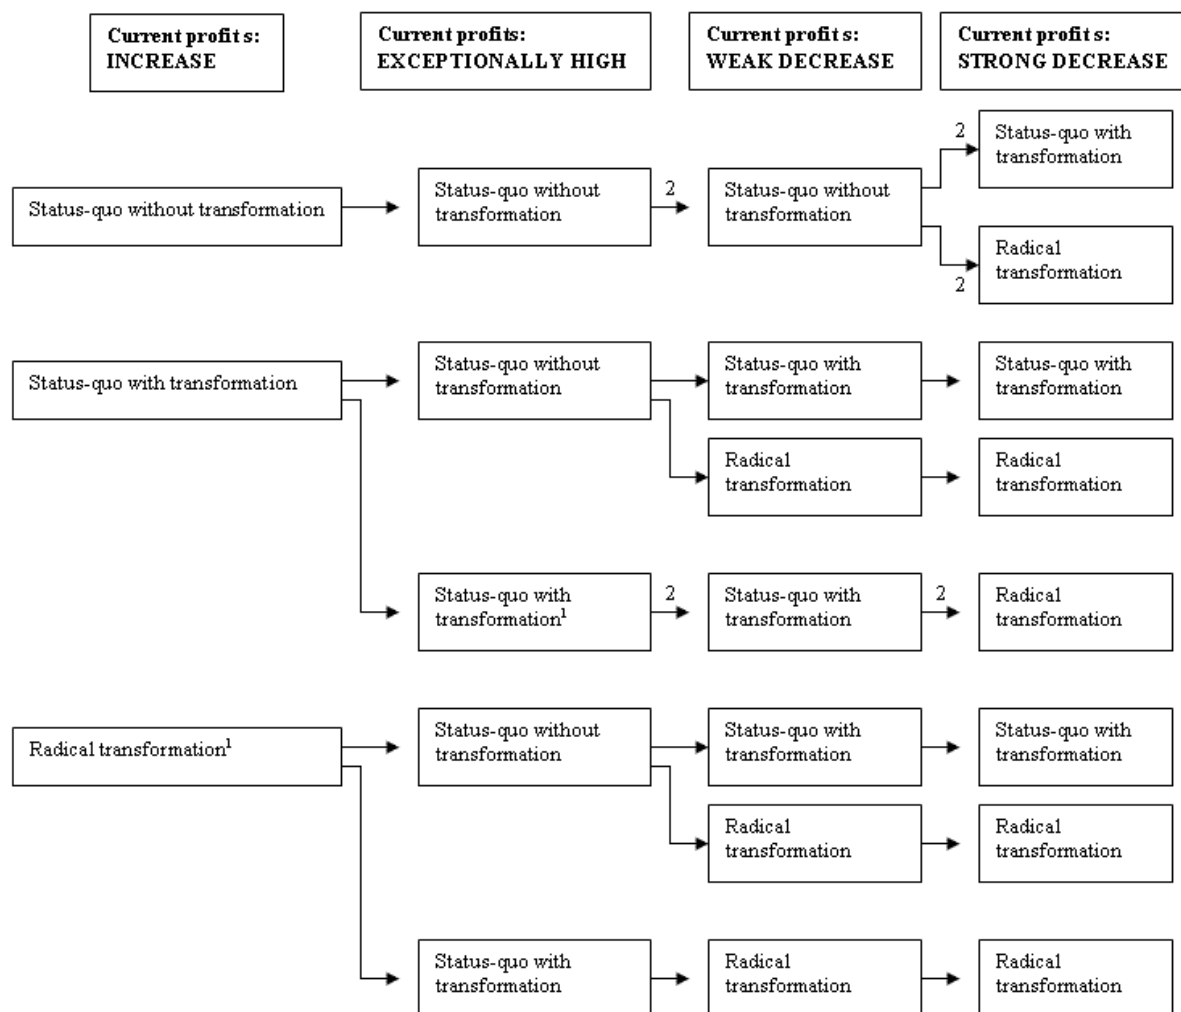 Current profits:
INCREASE
Current profits:
EXCEPTIONALLY HIGH
Current profits:
WEAK DECREASE
Current profits:
STRONG DECREASE
Status-quo without transformation
Status-quo without
transformation
2
Status-quo without
transformation
2
Status-quo with
transformation
2
Radical
transformation
Status-quo with transformation
Status-quo without
transformation
Status-quo with
transformation
Status-quo with
transformation
Radical
transformation
Radical
transformation
Status-quo with
transformation¹
2
Status-quo with
transformation
2
Radical
transformation
Radical transformation¹
Status-quo without
transformation
Status-quo with
transformation
Status-quo with
transformation
Radical
transformation
Radical
transformation
Status-quo with
transformation
Radical
transformation
Radical
transformation